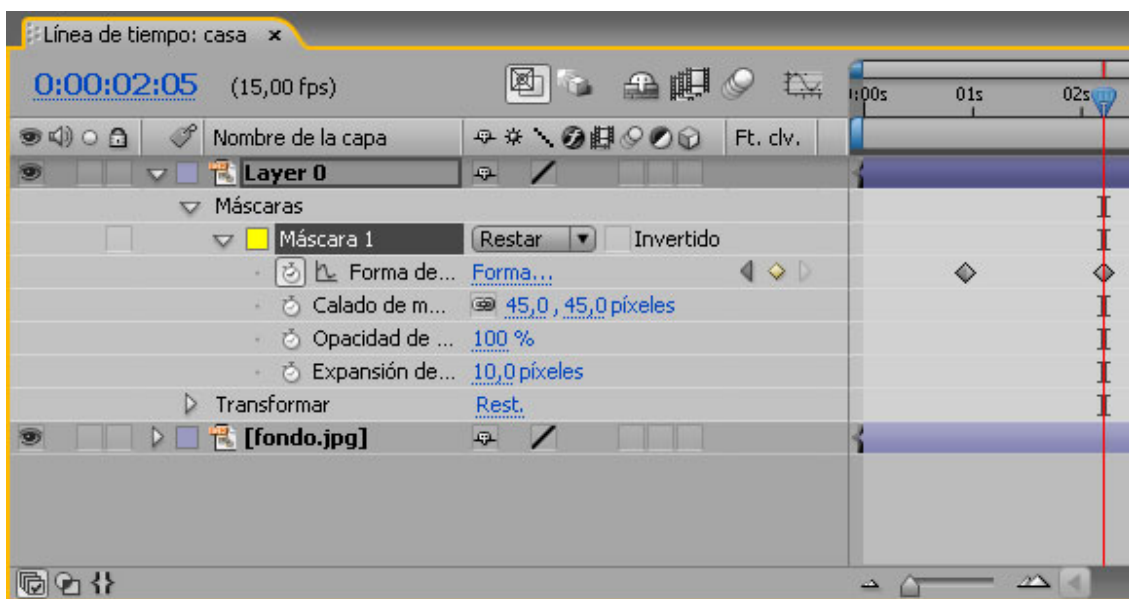 Línea de tiempo: casa ×
0:00:02:05 (15,00 fps)
01s 02s
Nombre de la capa Ft. clv.
Layer 0
Máscaras
Máscara 1 Restar Invertido
Forma de... Forma...
Calado de m... 45,0 , 45,0 píxeles
Opacidad de ... 100 %
Expansión de... 10,0 píxeles
Transformar Rest.
[fondo.jpg]